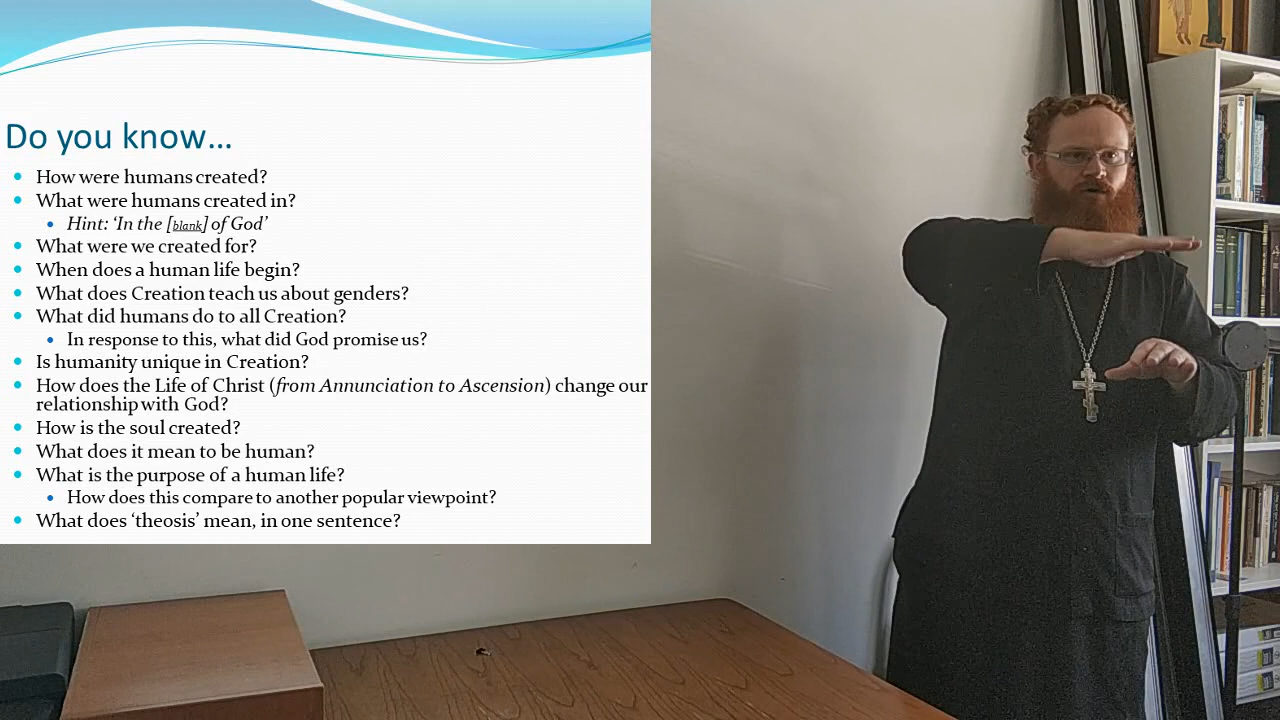 Do you know...
How were humans created?
What were humans created in?
Hint: ‘In the [blank] of God’
What were we created for?
When does a human life begin?
What does Creation teach us about genders?
What did humans do to all Creation?
In response to this, what did God promise us?
Is humanity unique in Creation?
How does the Life of Christ (from Annunciation to Ascension) change our
relationship with God?
How is the soul created?
What does it mean to be human?
What is the purpose of a human life?
How does this compare to another popular viewpoint?
What does ‘theosis’ mean, in one sentence?